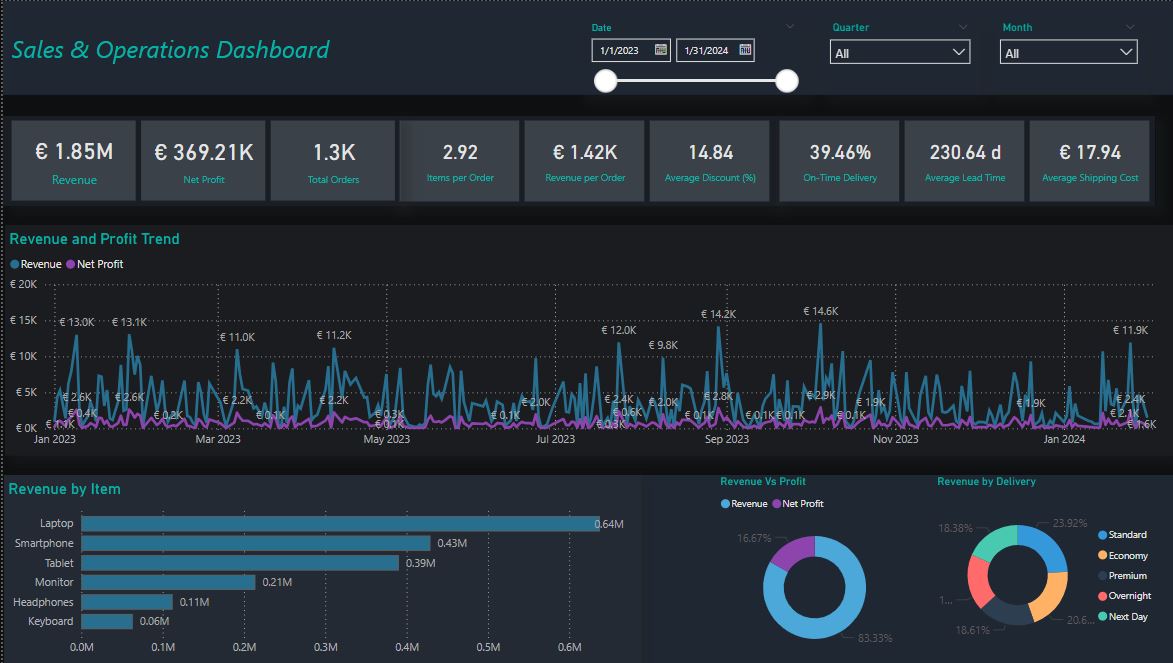 Sales & Operations Dashboard
Date
1/1/2023
1/31/2024
Quarter
All
Month
All
€ 1.85M
Revenue
€ 369.21K
Net Profit
1.3K
Total Orders
2.92
Items per Order
€ 1.42K
Revenue per Order
14.84
Average Discount (%)
39.46%
On-Time Delivery
230.64 d
Average Lead Time
€ 17.94
Average Shipping Cost
Revenue and Profit Trend
Revenue Net Profit
€ 20K
€ 15K
€ 10K
€ 5K
€ 0K
€ 13.0K
€ 13.1K
€ 11.0K
€ 11.2K
€ 12.0K
€ 9.8K
€ 14.2K
€ 14.6K
€ 11.9K
€ 2.6K
€ 0.4K
€ 2.6K
€ 0.2K
€ 2.2K
€ 0.1K
€ 2.2K
€ 0.3K
€ 0.1K
€ 2.0K
€ 2.4K
€ 0.6K
€ 0.3K
€ 2.0K
€ 0.1K
€ 2.8K
€ 0.1K
€ 0.1K
€ 2.9K
€ 0.1K
€ 1.9K
€ 1.9K
€ 2.4K
€ 2.1K
€ 1.6K
Jan 2023
Mar 2023
May 2023
Jul 2023
Sep 2023
Nov 2023
Jan 2024
Revenue by Item
Laptop
0.64M
Smartphone
0.43M
Tablet
0.39M
Monitor
0.21M
Headphones
0.11M
Keyboard
0.06M
0.0M
0.1M
0.2M
0.3M
0.4M
0.5M
0.6M
Revenue Vs Profit
Revenue Net Profit
16.67%
83.33%
Revenue by Delivery
18.38%
23.92%
1...
18.61%
20.6...
Standard
Economy
Premium
Overnight
Next Day